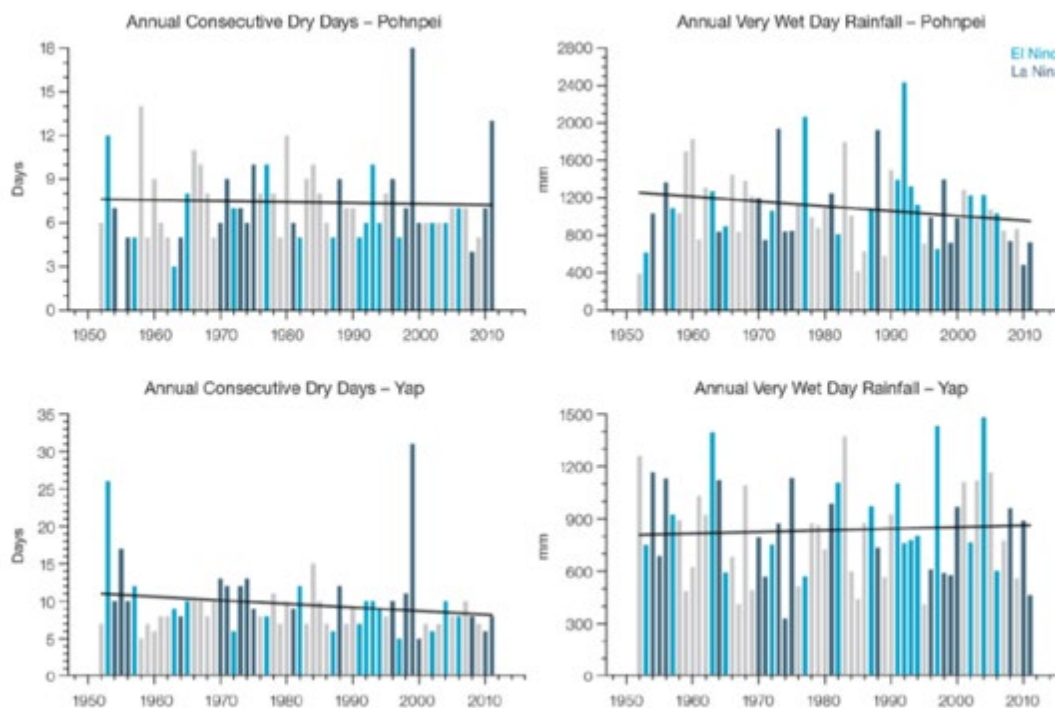 Annual Consecutive Dry Days – Pohnpei
18
15
12
9
6
3
0
Days
1950 1960 1970 1980 1990 2000 2010
Annual Very Wet Day Rainfall – Pohnpei
2800
2400
2000
1600
1200
800
400
0
mm
1950 1960 1970 1980 1990 2000 2010
El Nino
La Nin
Annual Consecutive Dry Days – Yap
35
30
25
20
15
10
5
0
Days
1950 1960 1970 1980 1990 2000 2010
Annual Very Wet Day Rainfall – Yap
1500
1200
900
600
300
0
mm
1950 1960 1970 1980 1990 2000 2010